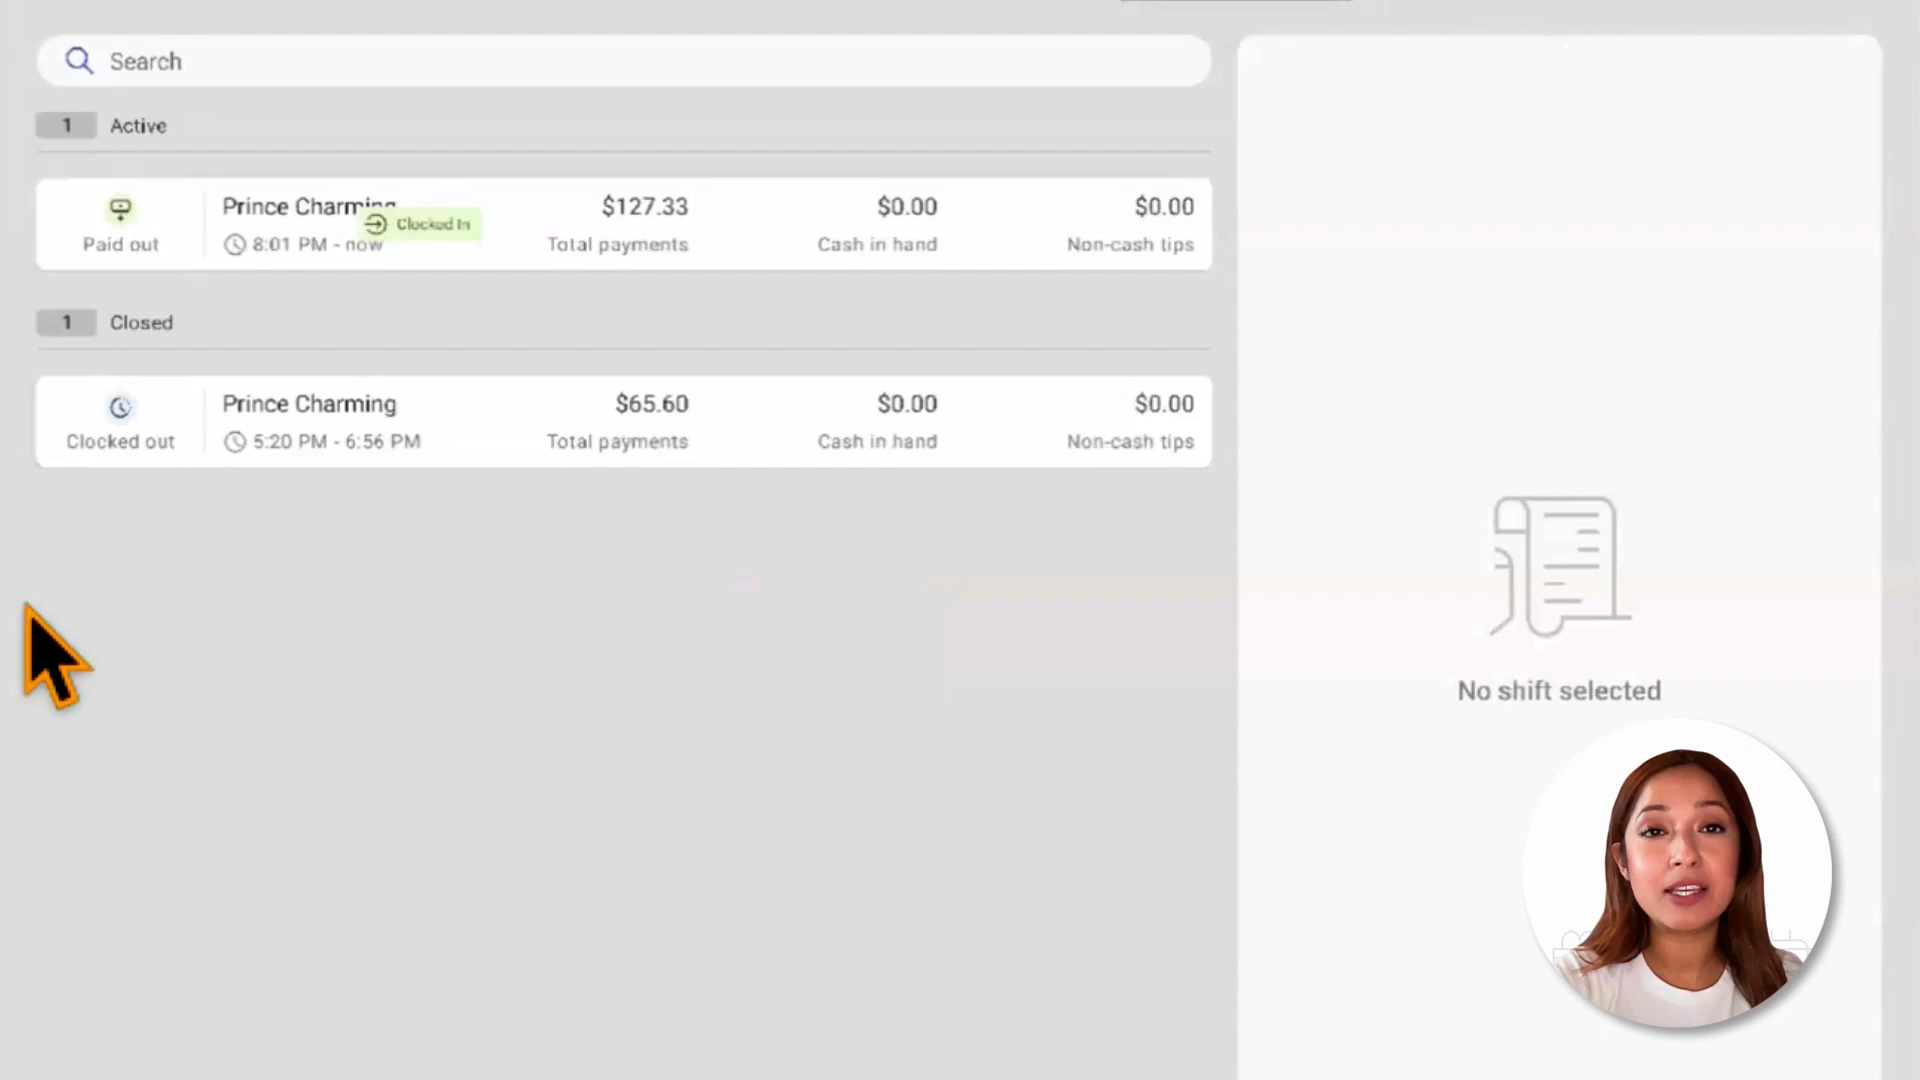 Search
1 Active
Prince Charming $127.33 $0.00 $0.00
Clocked In
Paid out 8:01 PM - now Total payments Cash in hand Non-cash tips
1 Closed
Prince Charming $65.60 $0.00 $0.00
Clocked out 5:20 PM - 6:56 PM Total payments Cash in hand Non-cash tips
No shift selected